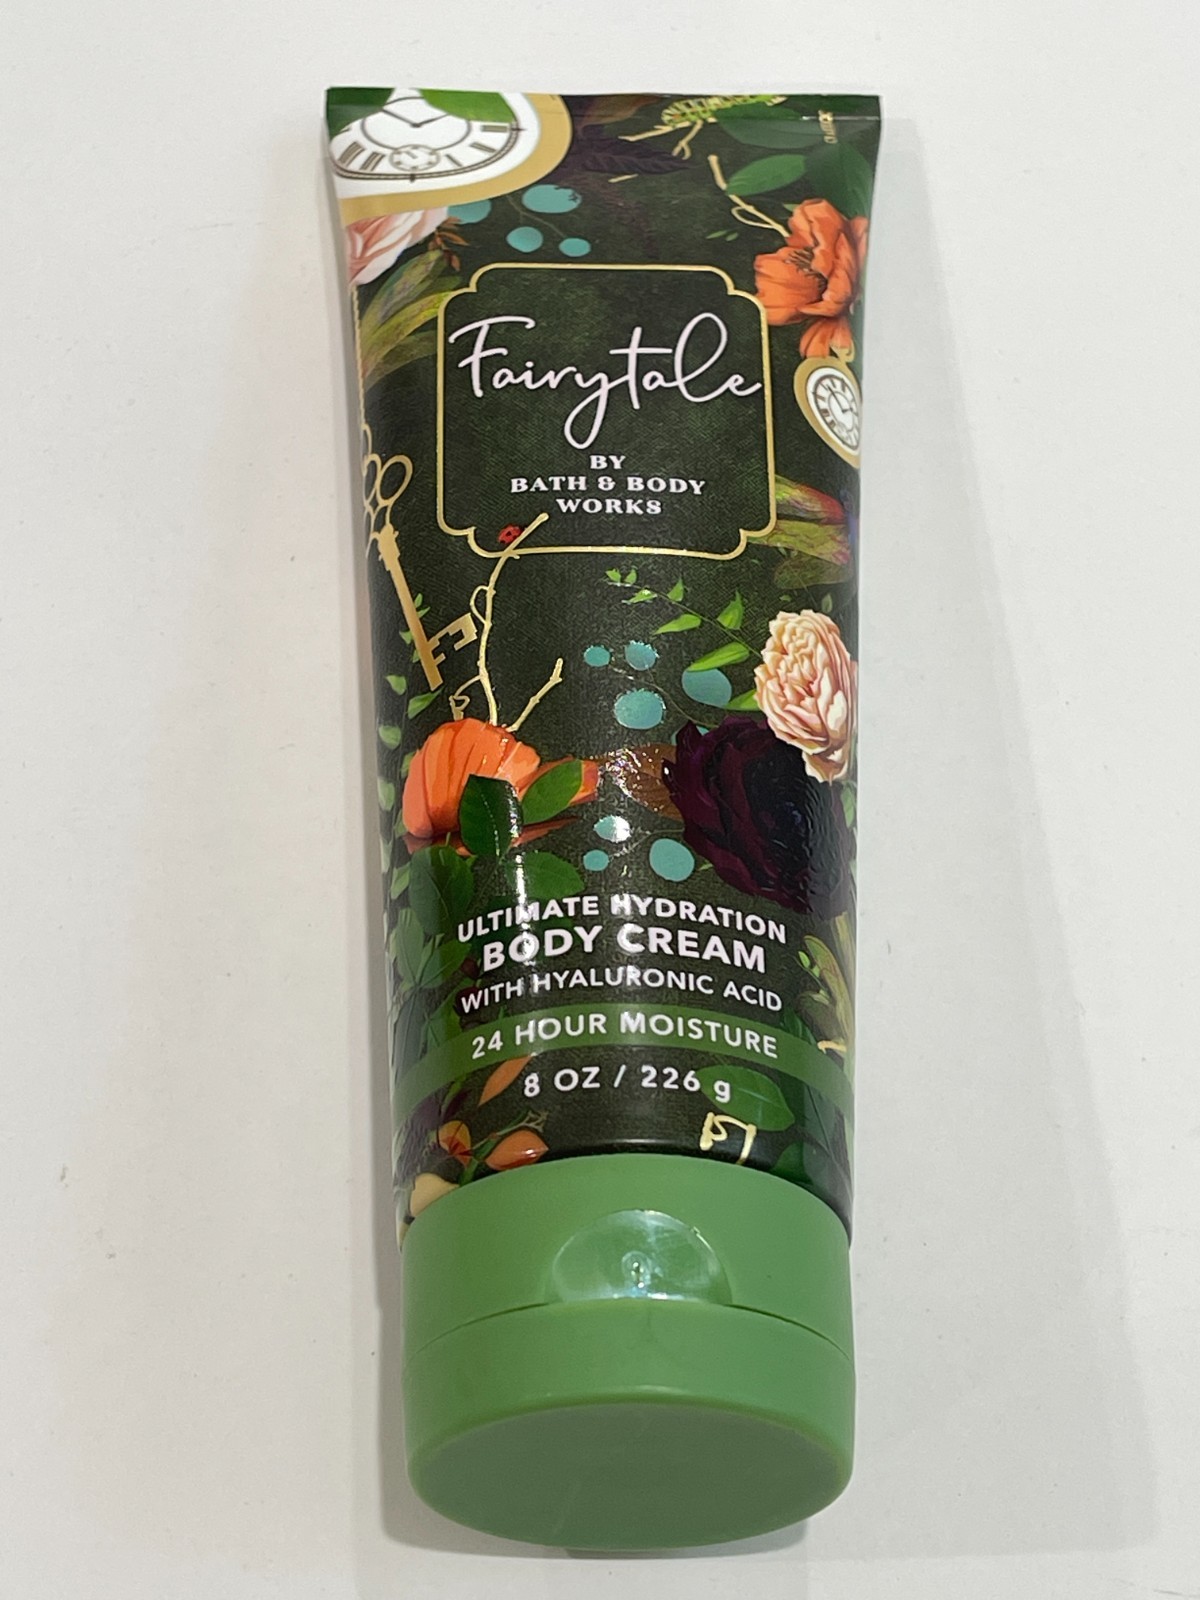 Fairytale
BY
BATH & BODY
WORKS
ULTIMATE HYDRATION
BODY CREAM
WITH HYALURONIC ACID
24 HOUR MOISTURE
8 OZ / 226 g